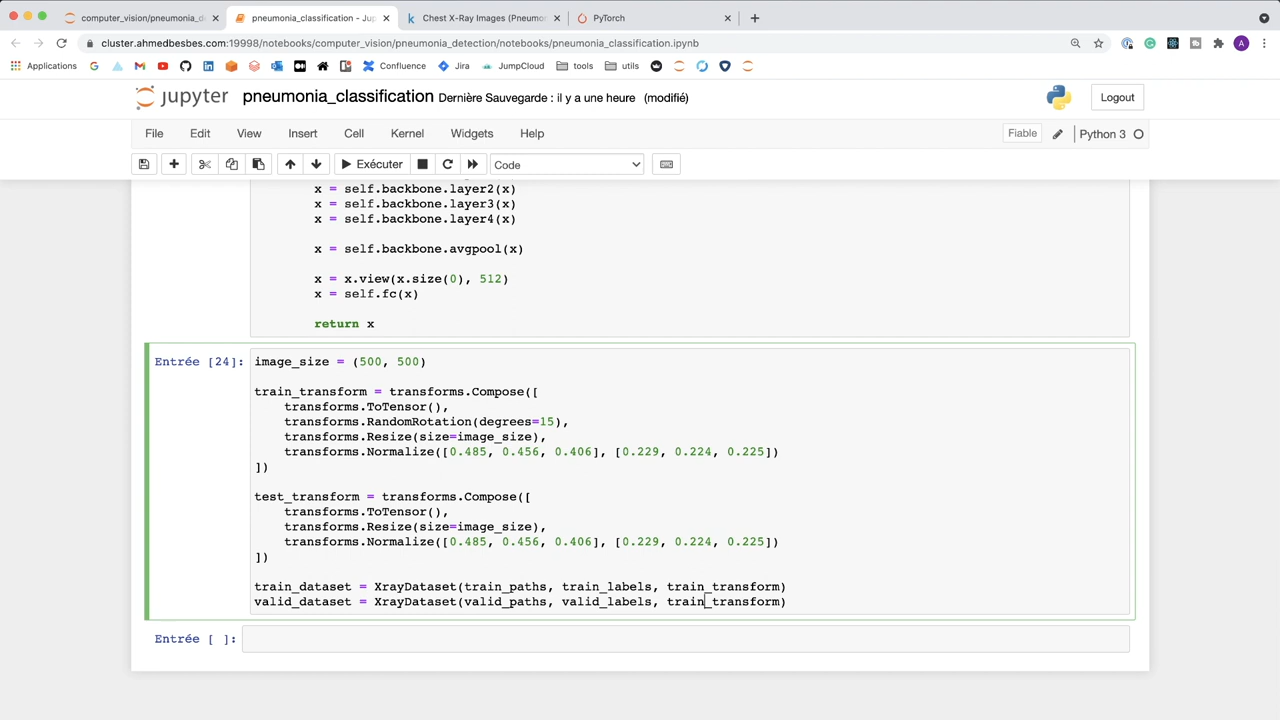 computer_vision/pneumonia_d
pneumonia_classification - Jup
Chest X-Ray Images (Pneumon
PyTorch
cluster.ahmedbesbes.com:19998/notebooks/computer_vision/pneumonia_detection/notebooks/pneumonia_classification.ipynb
Applications
Confluence
Jira
JumpCloud
tools
utils
jupyter pneumonia_classification Dernière Sauvegarde : il y a une heure (modifié)
Logout
File Edit View Insert Cell Kernel Widgets Help
Fiable
Python 3
Exécuter
Code
x = self.backbone.layer2(x)
x = self.backbone.layer3(x)
x = self.backbone.layer4(x)
x = self.backbone.avgpool(x)
x = x.view(x.size(0), 512)
x = self.fc(x)
return x
Entrée [24]:
image_size = (500, 500)
train_transform = transforms.Compose([
transforms.ToTensor(),
transforms.RandomRotation(degrees=15),
transforms.Resize(size=image_size),
transforms.Normalize([0.485, 0.456, 0.406], [0.229, 0.224, 0.225])
])
test_transform = transforms.Compose([
transforms.ToTensor(),
transforms.Resize(size=image_size),
transforms.Normalize([0.485, 0.456, 0.406], [0.229, 0.224, 0.225])
])
train_dataset = XrayDataset(train_paths, train_labels, train_transform)
valid_dataset = XrayDataset(valid_paths, valid_labels, train_transform)
Entrée [ ]: